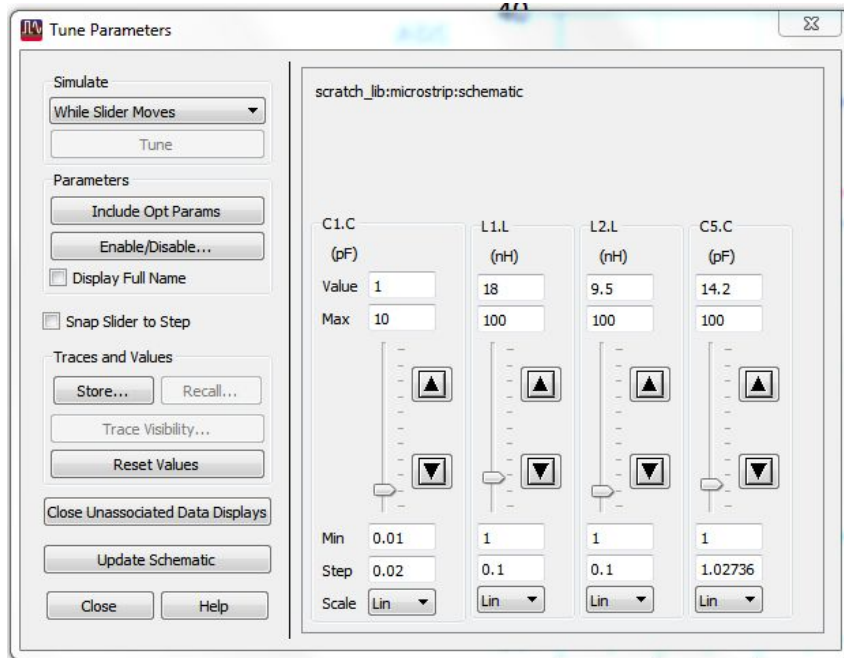 40
Tune Parameters
Simulate
While Slider Moves
Tune
Parameters
Include Opt Params
Enable/Disable...
Display Full Name
Snap Slider to Step
Traces and Values
Store... Recall...
Trace Visibility...
Reset Values
Close Unassociated Data Displays
Update Schematic
Close Help
scratch_lib:microstrip:schematic
C1.C L1.L L2.L C5.C
(pF) (nH) (nH) (pF)
Value 1 18 9.5 14.2
Max 10 100 100 100
Min 0.01 1 1 1
Step 0.02 0.1 0.1 1.02736
Scale Lin Lin Lin Lin